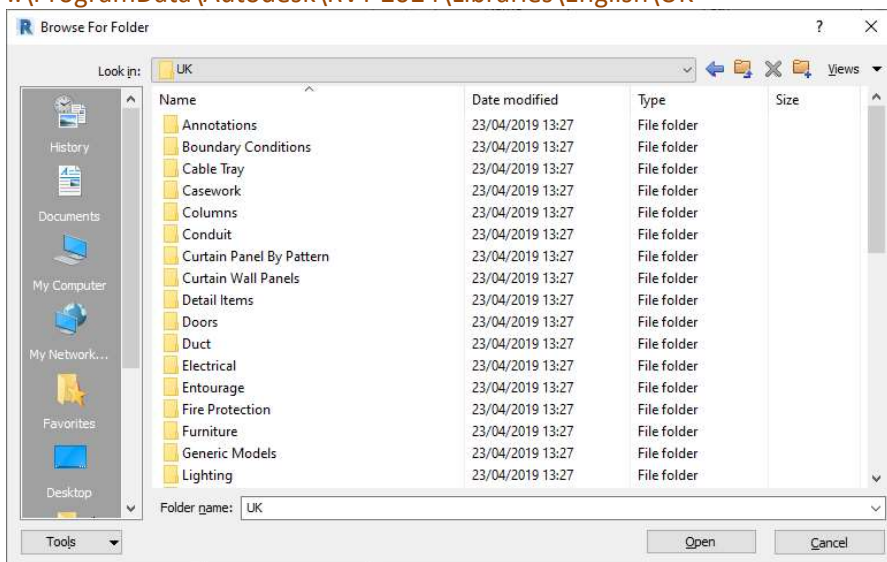 \ProgramData\Autodesk\RVT 2024\Libraries\English\UK
R Browse For Folder ? X
Look in: UK Views
Name Date modified Type Size
Annotations 23/04/2019 13:27 File folder
Boundary Conditions 23/04/2019 13:27 File folder
Cable Tray 23/04/2019 13:27 File folder
Casework 23/04/2019 13:27 File folder
Columns 23/04/2019 13:27 File folder
Conduit 23/04/2019 13:27 File folder
Curtain Panel By Pattern 23/04/2019 13:27 File folder
Curtain Wall Panels 23/04/2019 13:27 File folder
Detail Items 23/04/2019 13:27 File folder
Doors 23/04/2019 13:27 File folder
Duct 23/04/2019 13:27 File folder
Electrical 23/04/2019 13:27 File folder
Entourage 23/04/2019 13:27 File folder
Fire Protection 23/04/2019 13:27 File folder
Furniture 23/04/2019 13:27 File folder
Generic Models 23/04/2019 13:27 File folder
Lighting 23/04/2019 13:27 File folder
History
Documents
My Computer
My Network...
Favorites
Desktop
Folder name: UK
Tools Open Cancel